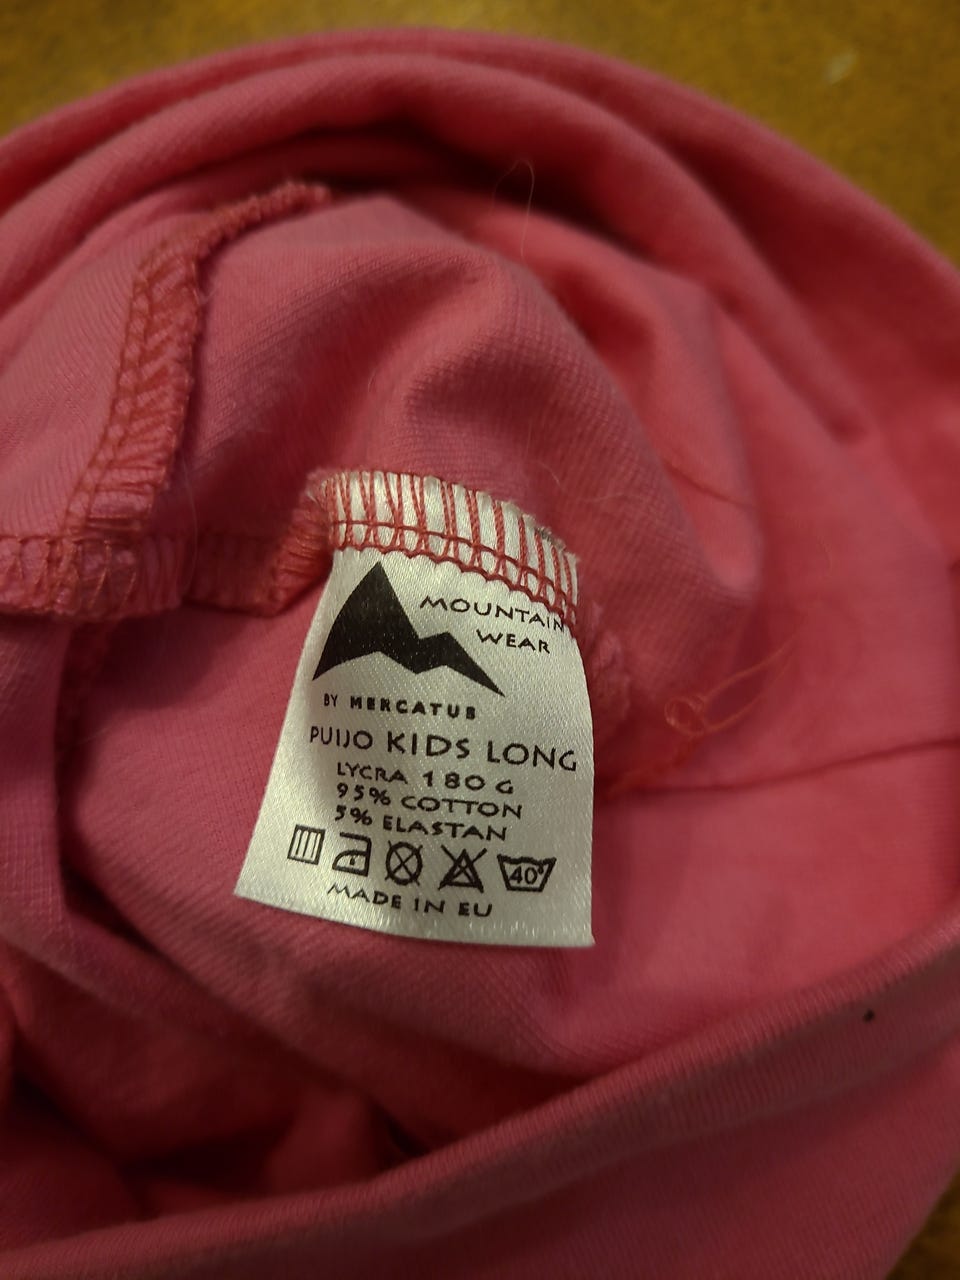 MOUNTAIN
WEAR
BY MERCATUS
PUIJO KIDS LONG
LYCRA 180 G
95% COTTON
5% ELASTAN
40°
MADE IN EU